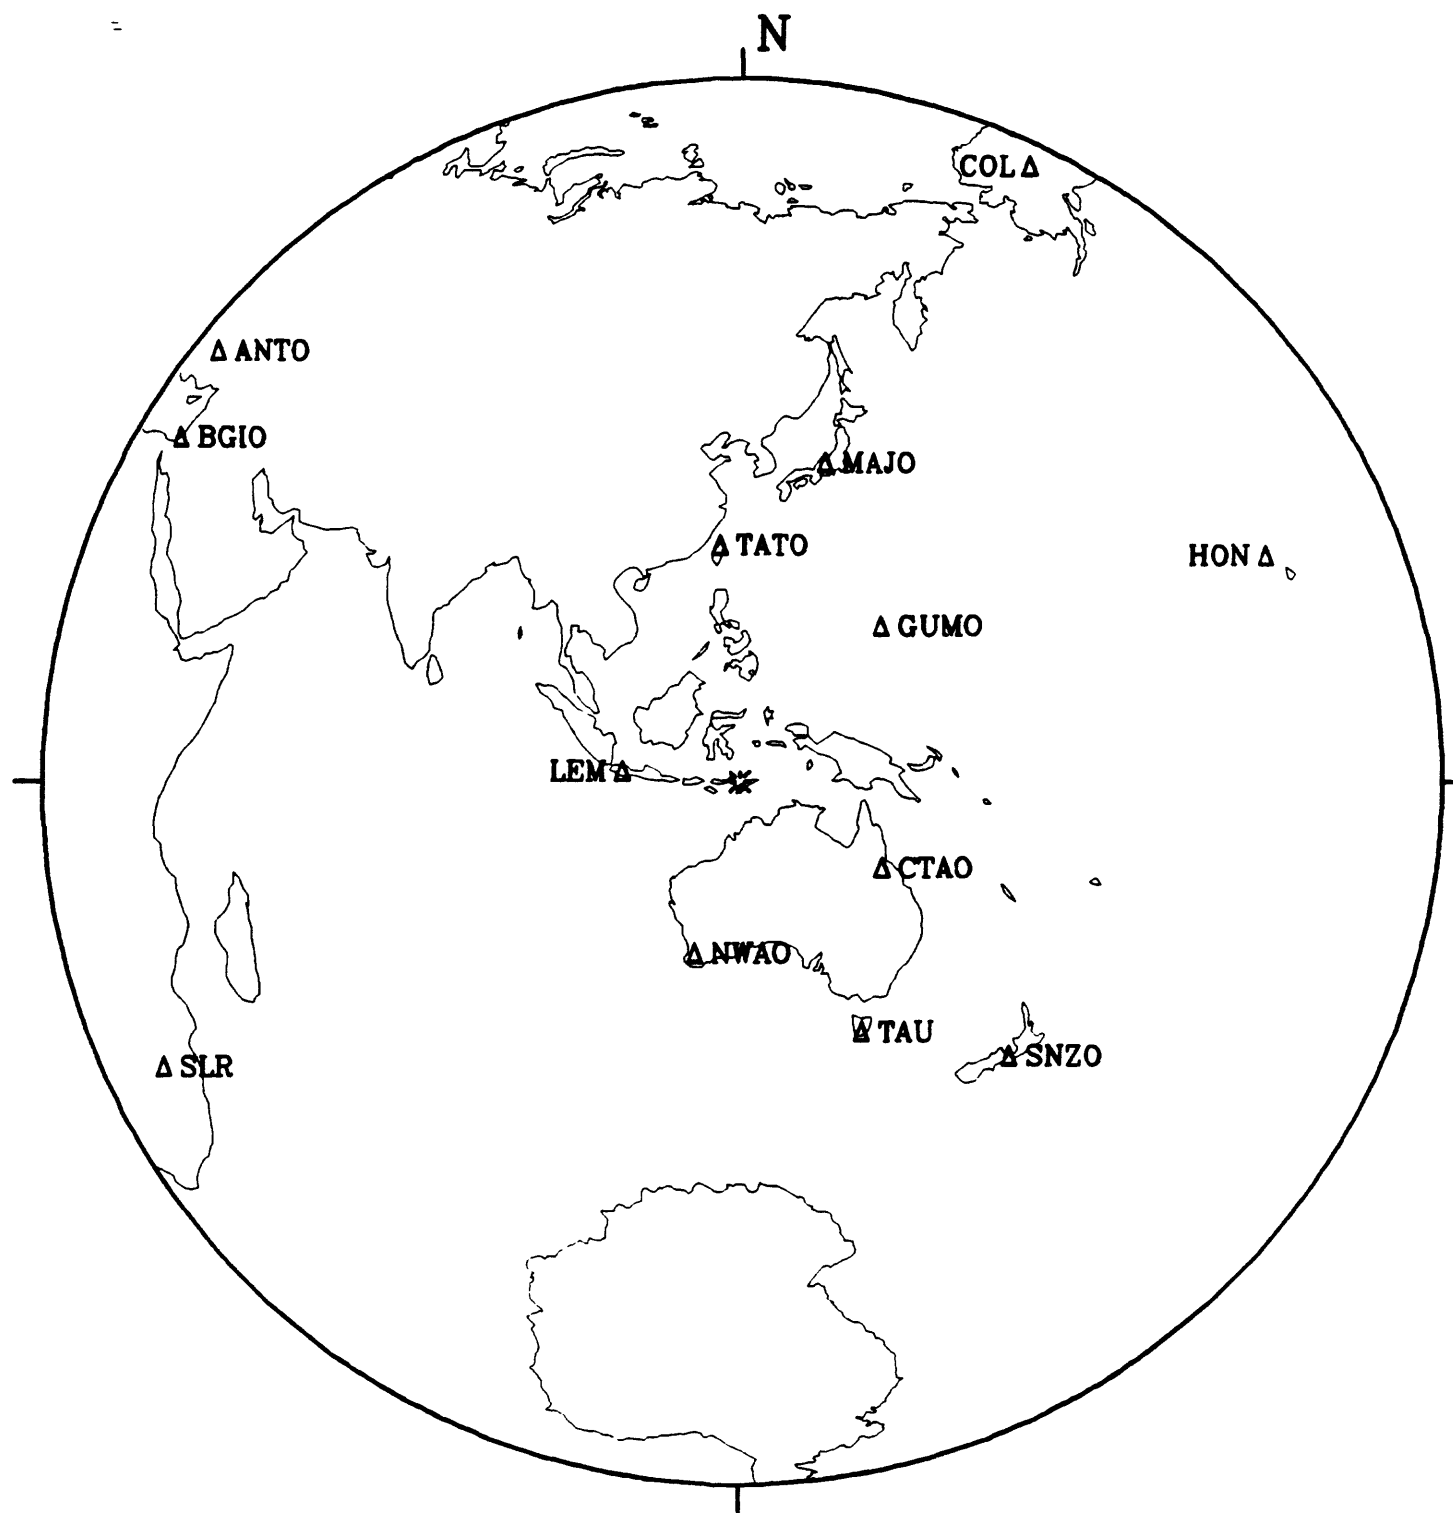 N
COL
ANTO
BGIO
MAJO
TATO
HON
GUMO
LEM
CTAO
NWAO
TAU
SNZO
SLR